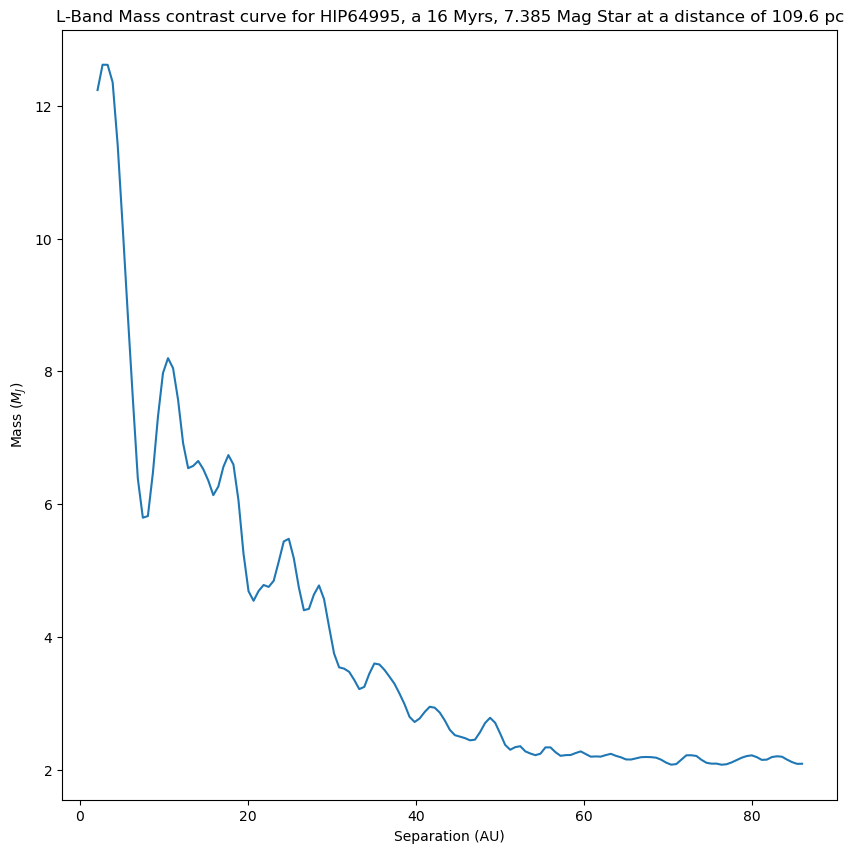 L-Band Mass contrast curve for HIP64995, a 16 Myrs, 7.385 Mag Star at a distance of 109.6 pc
12
10
8
6
4
2
Mass (M_J)
0 20 40 60 80
Separation (AU)